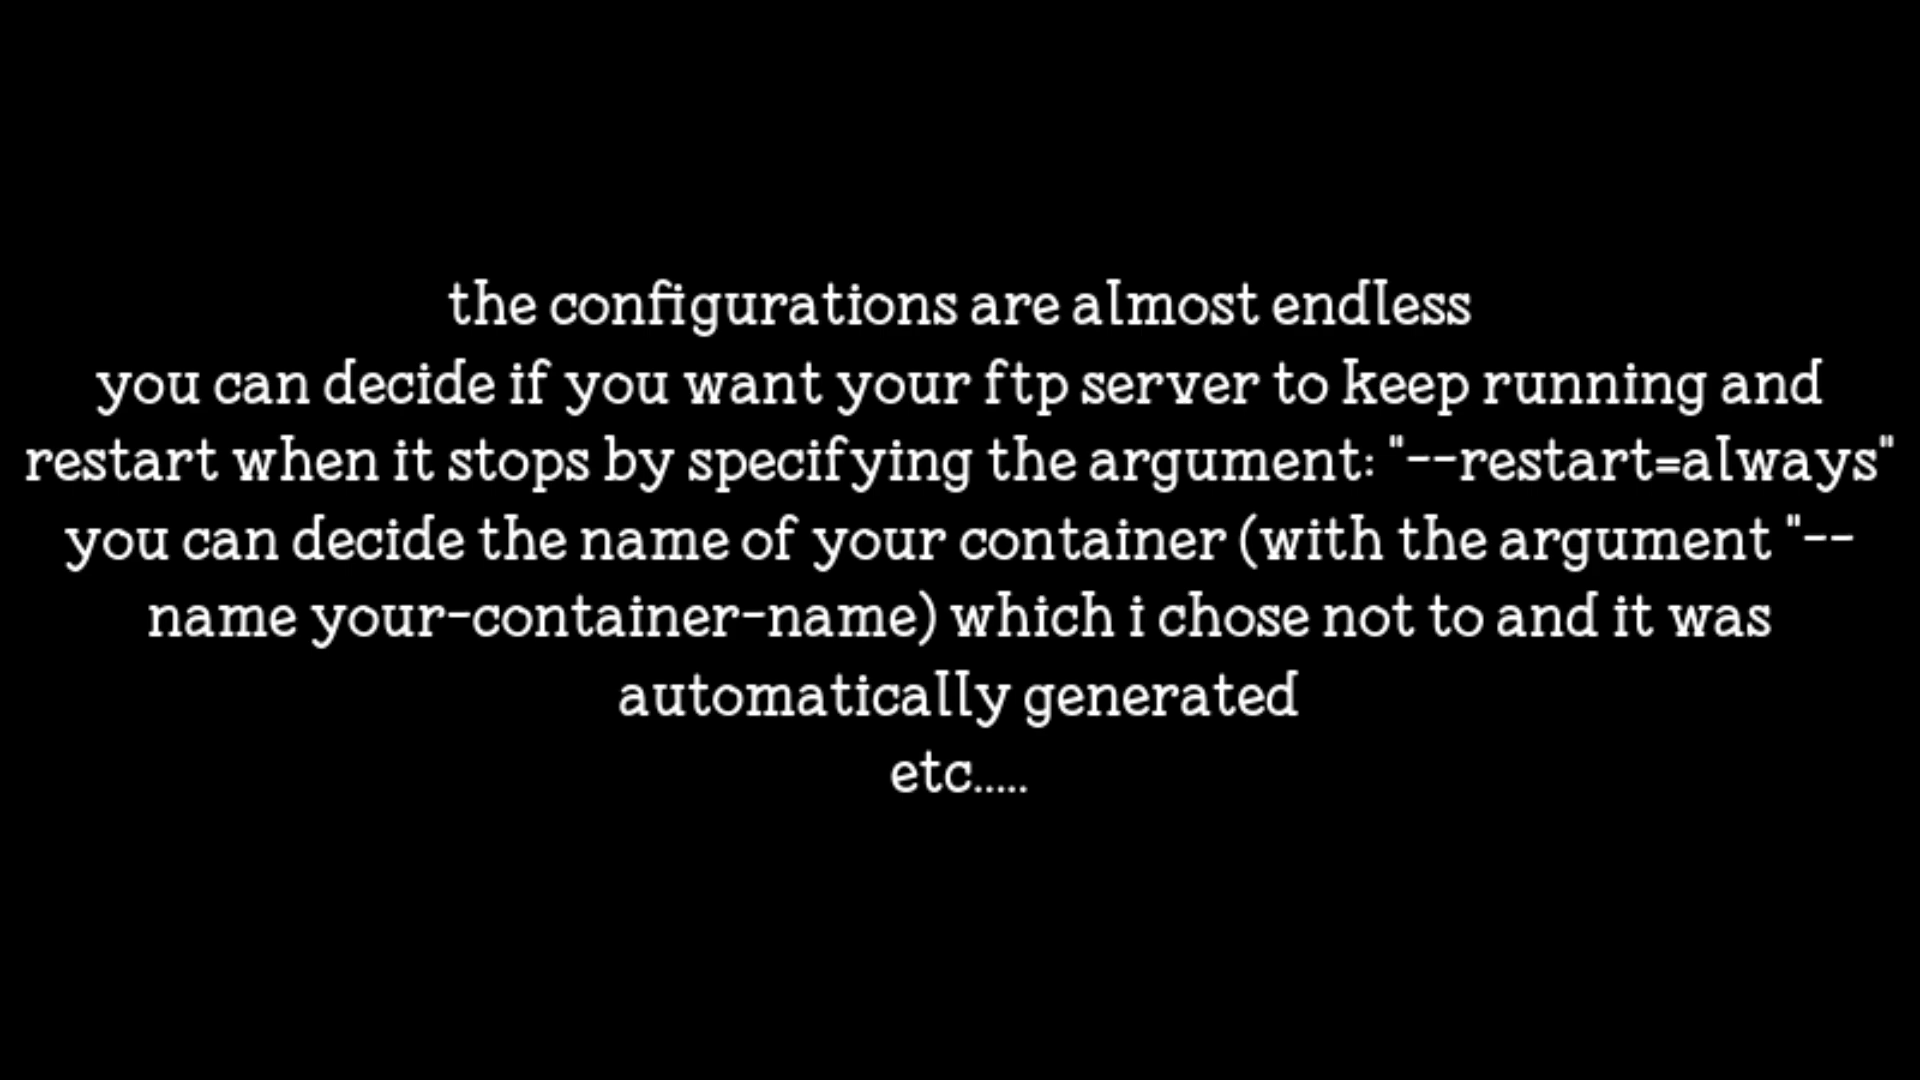 the configurations are almost endless
you can decide if you want your ftp server to keep running and
restart when it stops by specifying the argument: "--restart=always"
you can decide the name of your container (with the argument "--
name your-container-name) which i chose not to and it was
automatically generated
etc.....